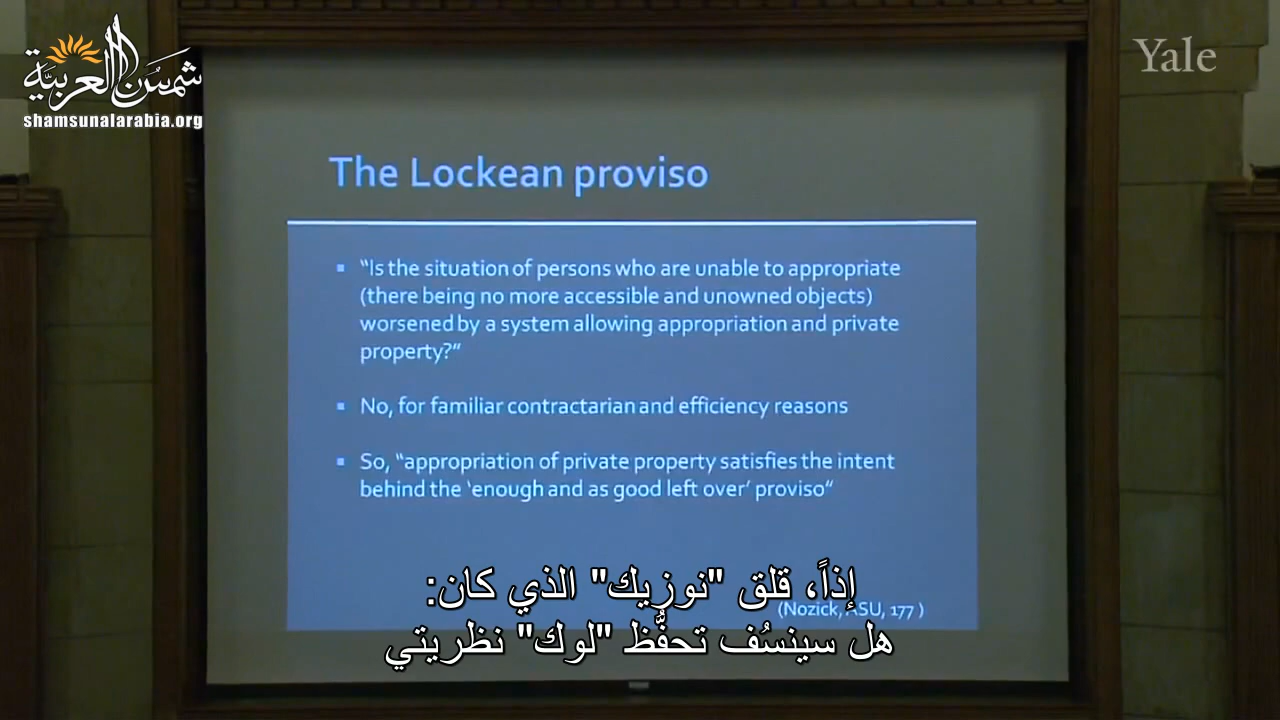 شمس العربية
shamsunalarabia.org
Yale
The Lockean proviso
▪ “Is the situation of persons who are unable to appropriate
(there being no more accessible and unowned objects)
worsened by a system allowing appropriation and private
property?“
▪ No, for familiar contractarian and efficiency reasons
▪ So, “appropriation of private property satisfies the intent
behind the ‘enough and as good left over’ proviso“
(Nozick, ASU, 177 )
إذاً، قلق "نوزيك" الذي كان:
هل سينسُف تحفُّظ "لوك" نظريتي